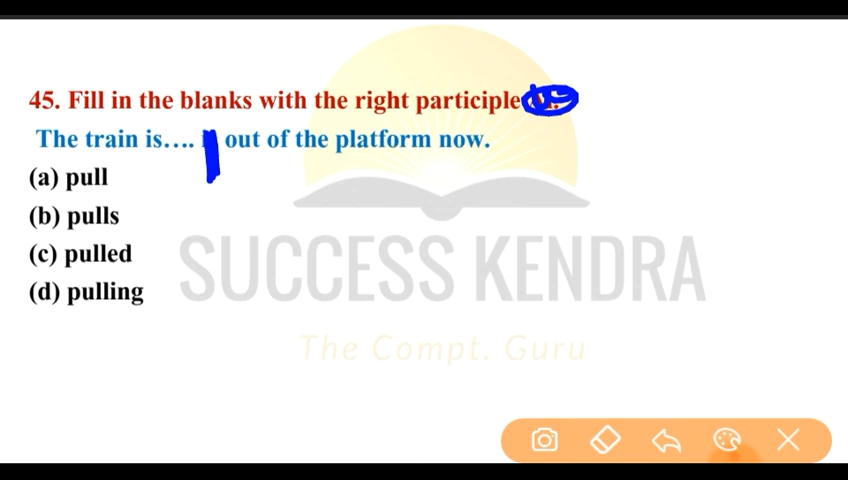 45. Fill in the blanks with the right participle
The train is.... out of the platform now.
(a) pull
(b) pulls
(c) pulled
(d) pulling
SUCCESS KENDRA
The Compt. Guru